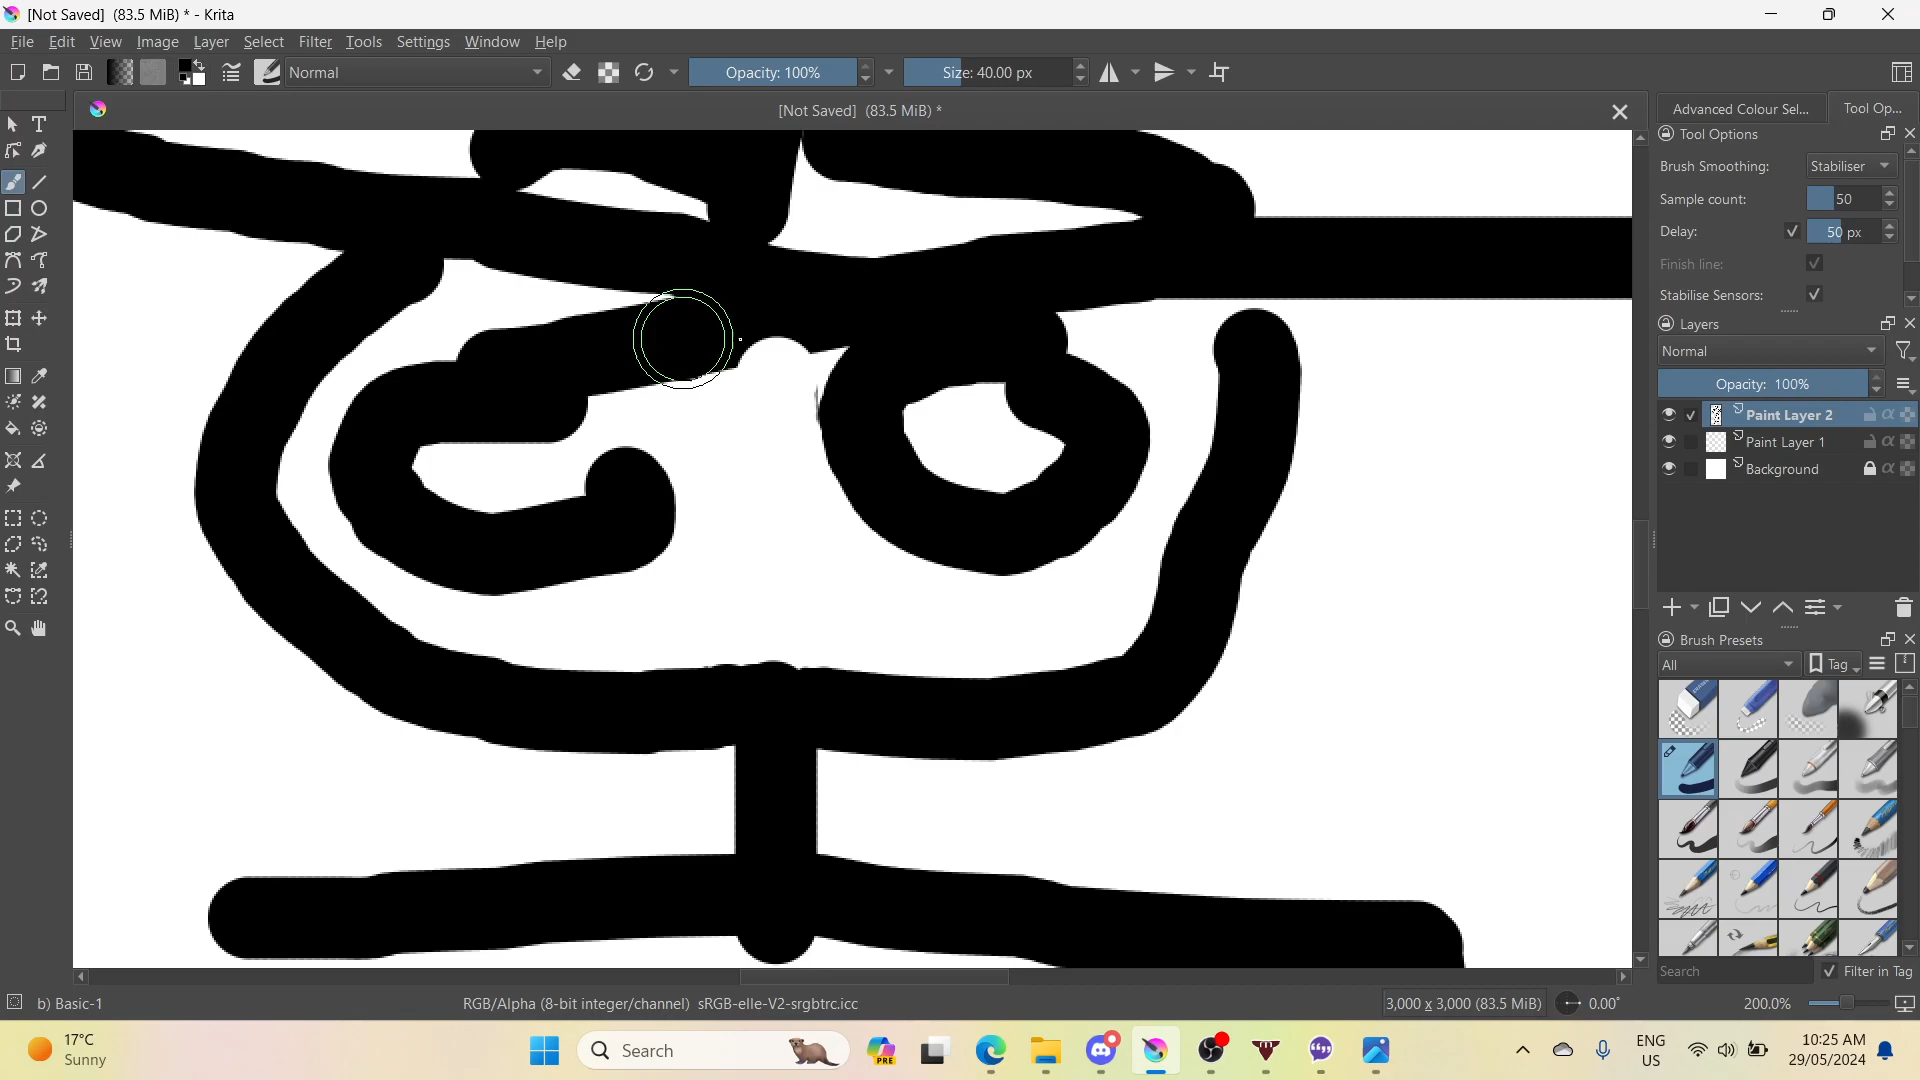 [Not Saved]  (83.5 MiB) * - Krita
File Edit View Image Layer Select Filter Tools Settings Window Help
Normal Opacity: 100% Size: 40.00 px
[Not Saved]  (83.5 MiB) * Advanced Colour Sel... Tool Op...
Tool Options
Brush Smoothing: Stabiliser
Sample count: 50
Delay: 50 px
Finish line:
Stabilise Sensors:
Layers
Normal
Opacity: 100%
Paint Layer 2
Paint Layer 1
Background
Brush Presets
All Tag
Search Filter in Tag
b) Basic-1 RGB/Alpha (8-bit integer/channel)  sRGB-elle-V2-srgbtrc.icc 3,000 x 3,000 (83.5 MiB) 0.00° 200.0%
17°C
Sunny
Search
PRE
ENG
US
10:25 AM
29/05/2024